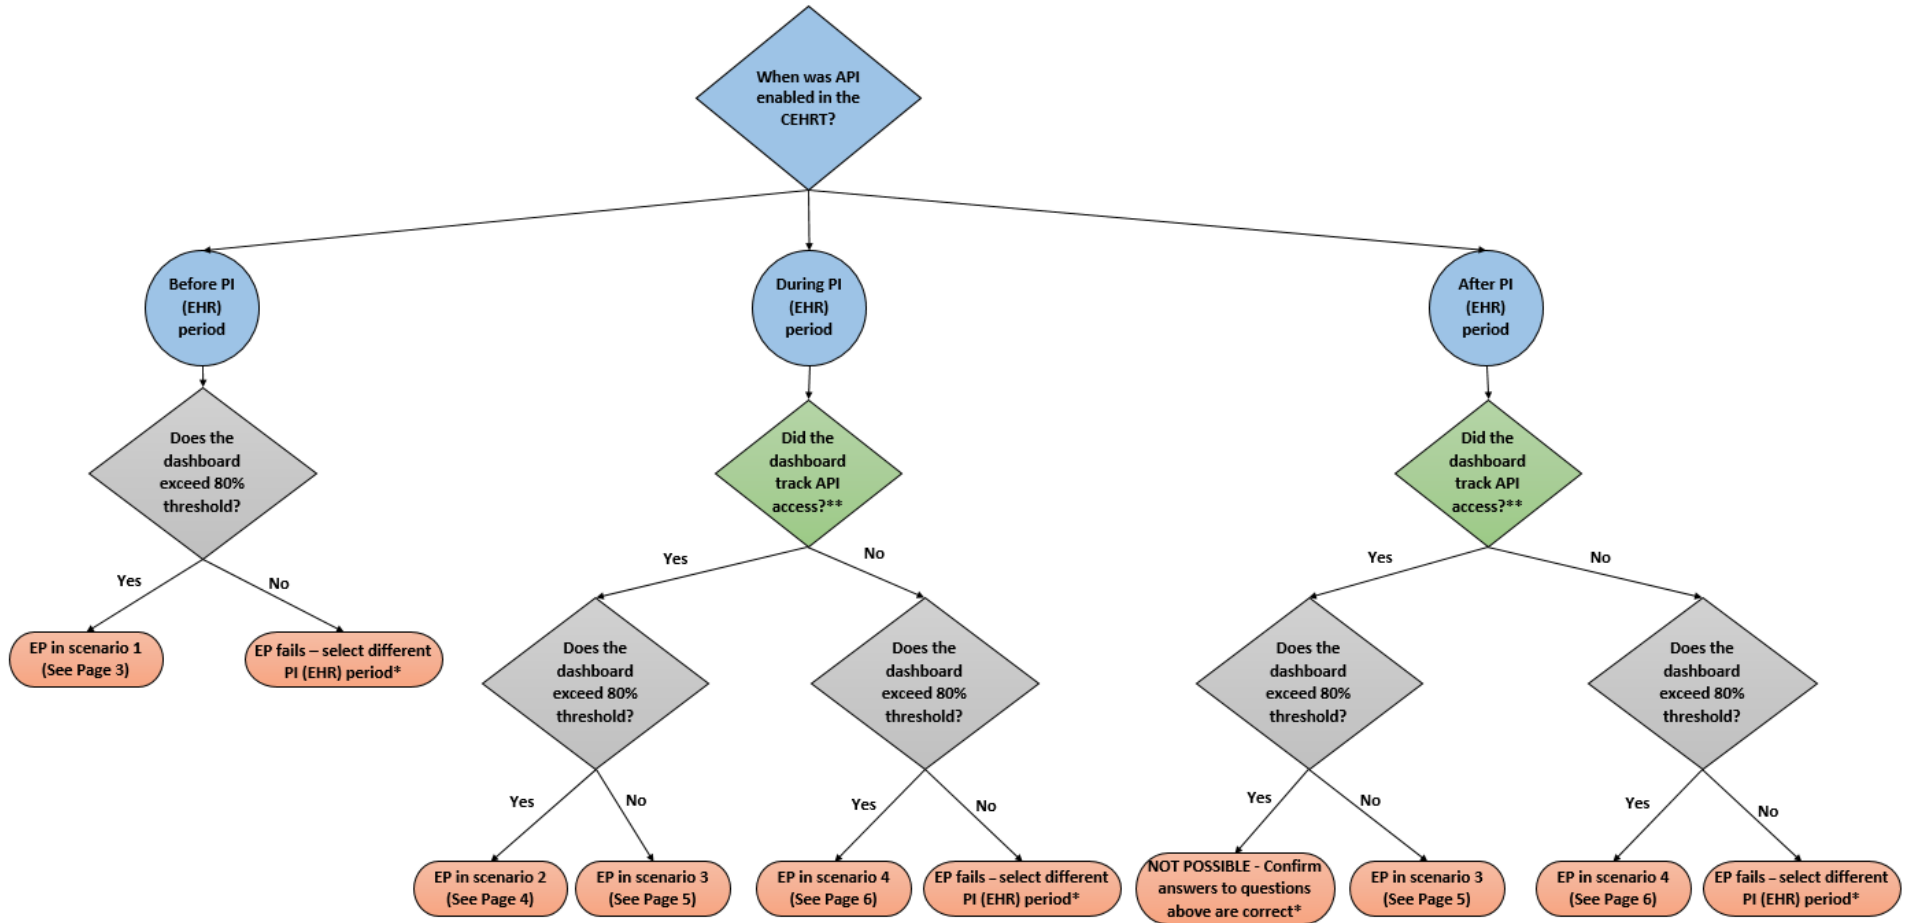 When was API
enabled in the
CEHRT?
Before PI
(EHR)
period
During PI
(EHR)
period
After PI
(EHR)
period
Does the
dashboard
exceed 80%
threshold?
Did the
dashboard
track API
access?**
Did the
dashboard
track API
access?**
Yes
No
Yes
No
Yes
No
EP in scenario 1
(See Page 3)
EP fails – select different
PI (EHR) period*
Does the
dashboard
exceed 80%
threshold?
Does the
dashboard
exceed 80%
threshold?
Does the
dashboard
exceed 80%
threshold?
Does the
dashboard
exceed 80%
threshold?
Yes
No
Yes
No
Yes
No
Yes
No
EP in scenario 2
(See Page 4)
EP in scenario 3
(See Page 5)
EP in scenario 4
(See Page 6)
EP fails – select different
PI (EHR) period*
NOT POSSIBLE - Confirm
answers to questions
above are correct*
EP in scenario 3
(See Page 5)
EP in scenario 4
(See Page 6)
EP fails – select different
PI (EHR) period*